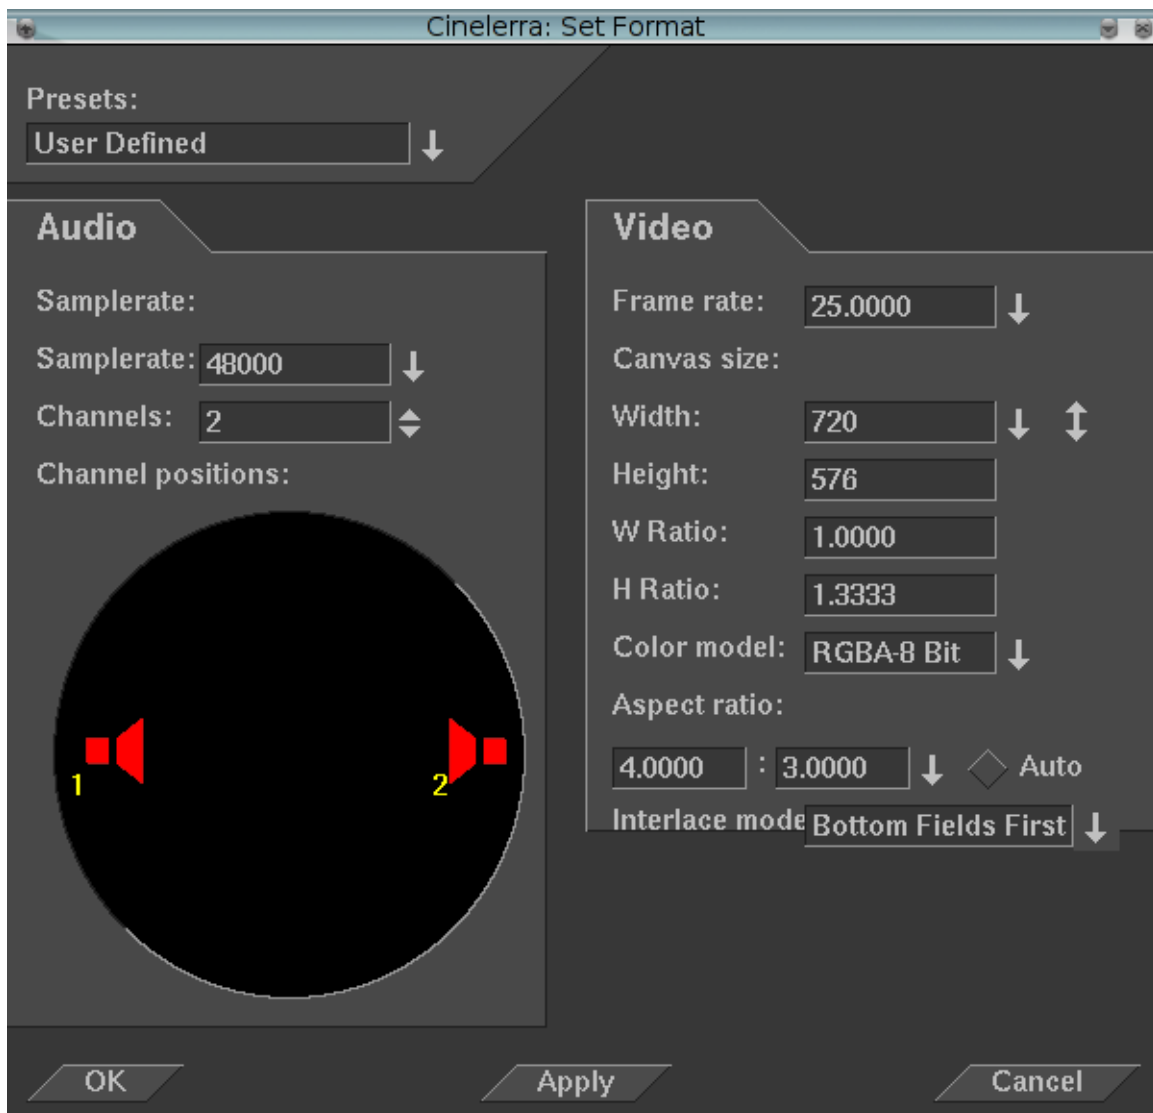 Cinelerra: Set Format
Presets:
User Defined
Audio
Samplerate:
Samplerate: 48000
Channels: 2
Channel positions:
1
2
Video
Frame rate: 25.0000
Canvas size:
Width: 720
Height: 576
W Ratio: 1.0000
H Ratio: 1.3333
Color model: RGBA-8 Bit
Aspect ratio:
4.0000 : 3.0000 Auto
Interlace mode Bottom Fields First
OK
Apply
Cancel